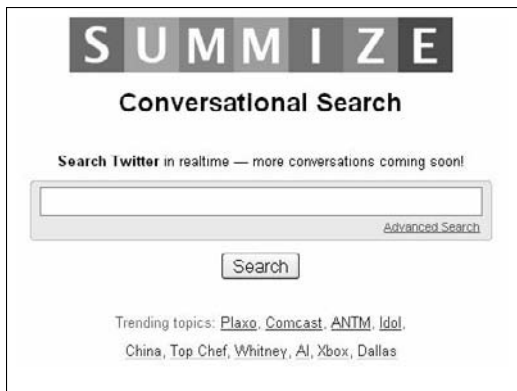 SUMMIZE
Conversational Search
Search Twitter in realtime — more conversations coming soon!
Advanced Search
Search
Trending topics: Plaxo, Comcast, ANTM, Idol,
China, Top Chef, Whitney, AI, Xbox, Dallas